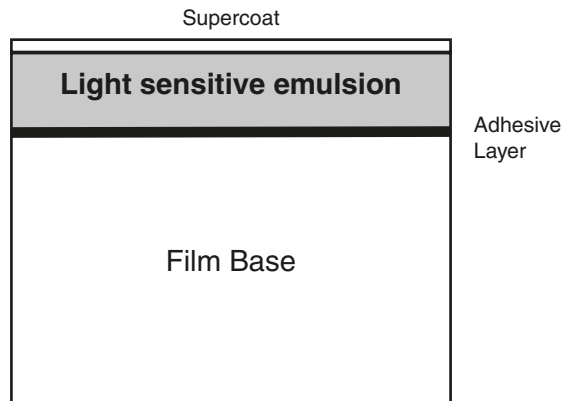 Supercoat
Light sensitive emulsion
Adhesive
Layer
Film Base